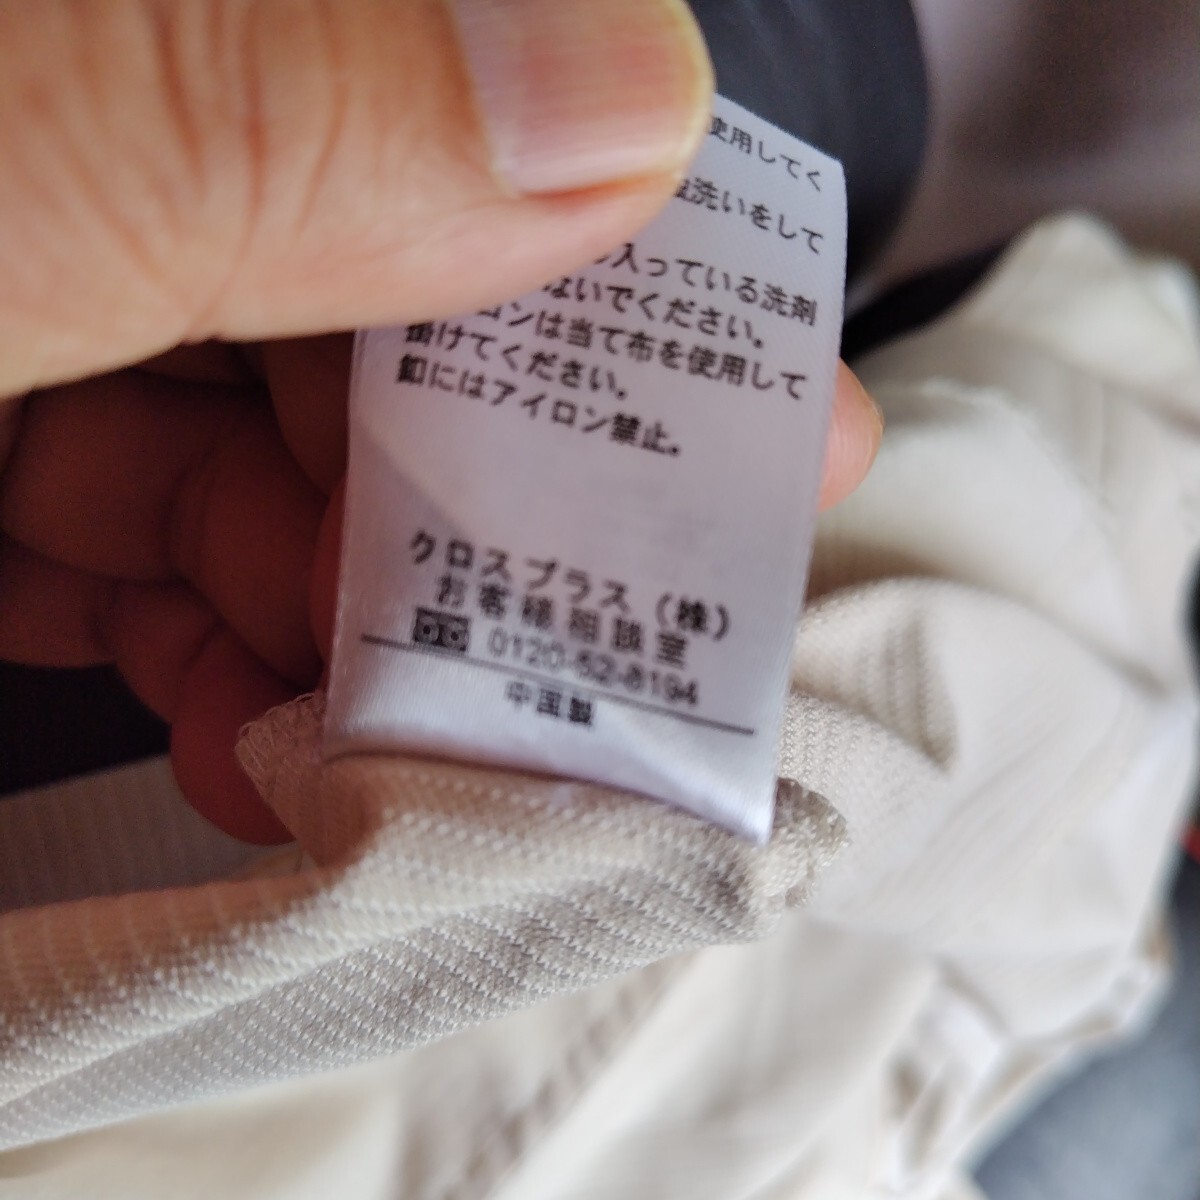 使用してく
洗いをして
入っている洗剤
ないでください。
ロンは当て布を使用して
掛けてください。
釦にはアイロン禁止。
クロスプラス(株)
お客様相談室
0120-52-8194
中国製